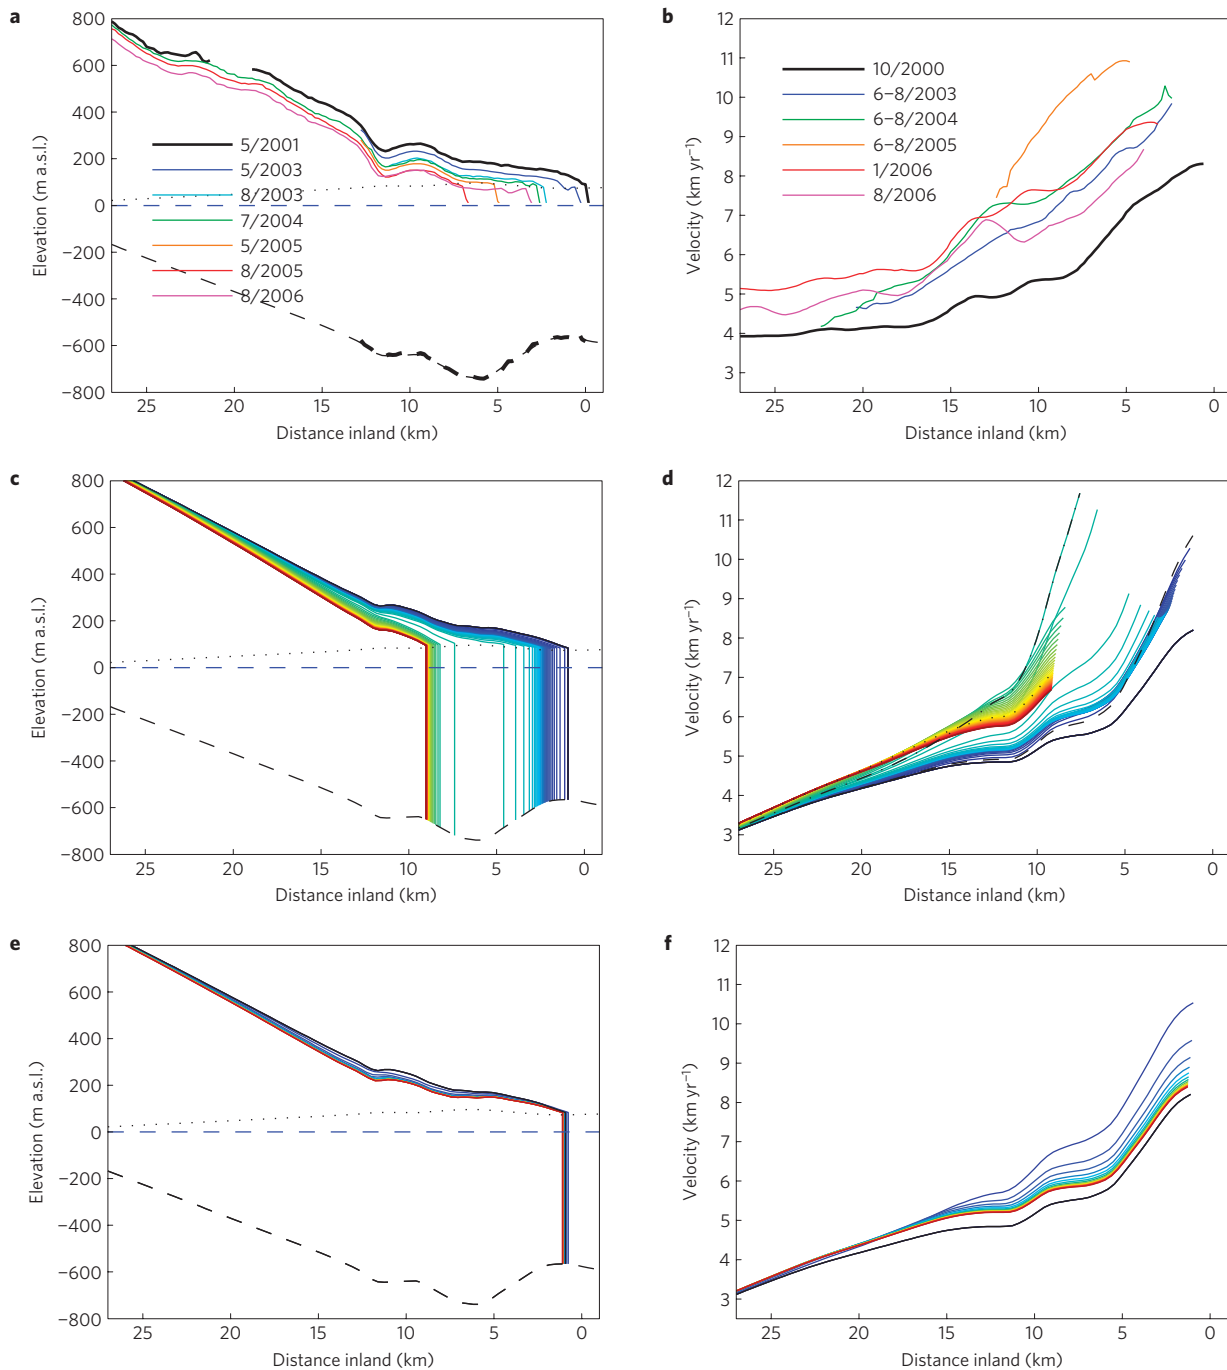 a
800
600
400
200
0
−200
−400
−600
−800
Elevation (m a.s.l.)
5/2001
5/2003
8/2003
7/2004
5/2005
8/2005
8/2006
25 20 15 10 5 0
Distance inland (km)
b
12
11
10
9
8
7
6
5
4
3
Velocity (km yr⁻¹)
10/2000
6–8/2003
6–8/2004
6–8/2005
1/2006
8/2006
25 20 15 10 5 0
Distance inland (km)
c
800
600
400
200
0
−200
−400
−600
−800
Elevation (m a.s.l.)
25 20 15 10 5 0
Distance inland (km)
d
12
11
10
9
8
7
6
5
4
3
Velocity (km yr⁻¹)
25 20 15 10 5 0
Distance inland (km)
e
800
600
400
200
0
−200
−400
−600
−800
Elevation (m a.s.l.)
25 20 15 10 5 0
Distance inland (km)
f
12
11
10
9
8
7
6
5
4
3
Velocity (km yr⁻¹)
25 20 15 10 5 0
Distance inland (km)